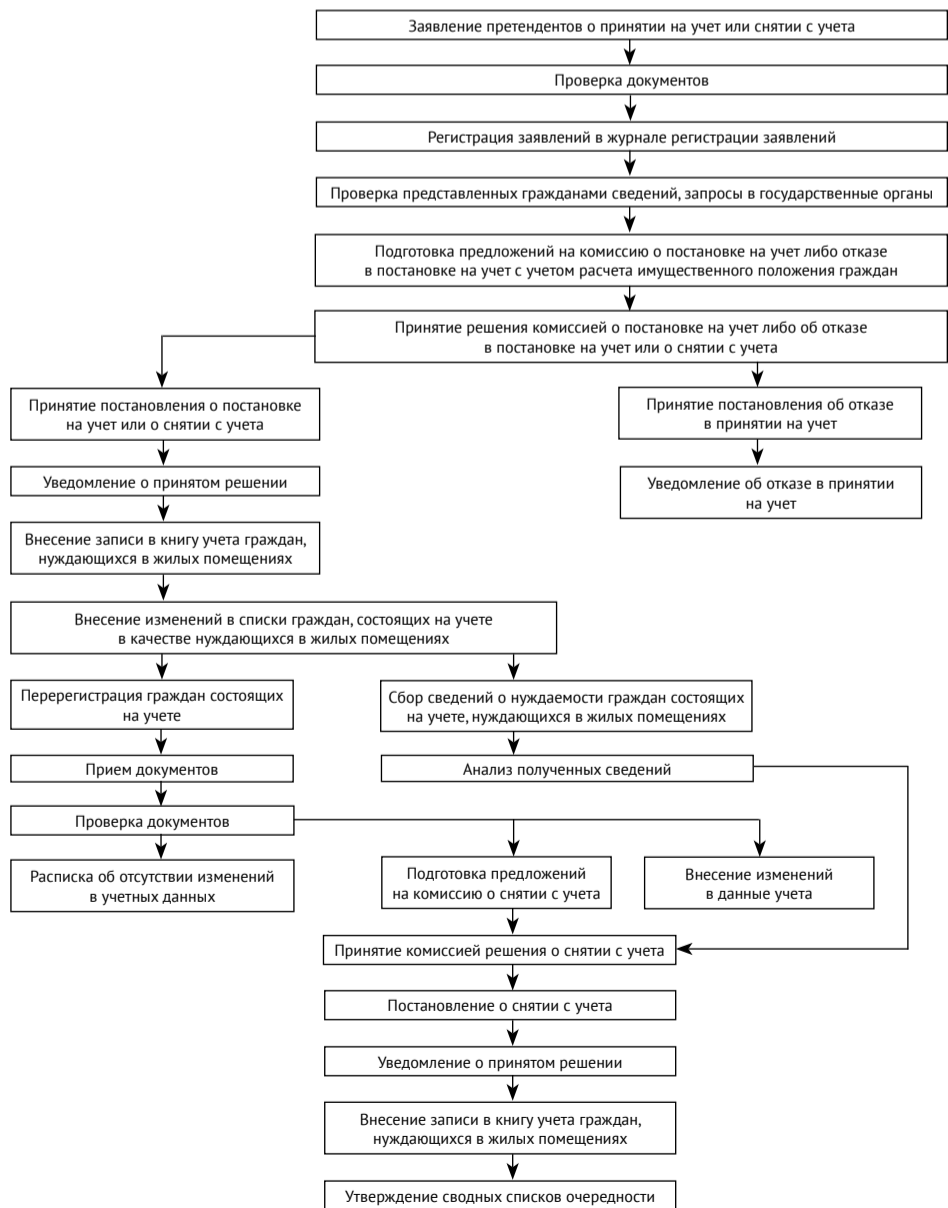 Заявление претендентов о принятии на учет или снятии с учета
Проверка документов
Регистрация заявлений в журнале регистрации заявлений
Проверка представленных гражданами сведений, запросы в государственные органы
Подготовка предложений на комиссию о постановке на учет либо отказе
в постановке на учет с учетом расчета имущественного положения граждан
Принятие решения комиссией о постановке на учет либо об отказе
в постановке на учет или о снятии с учета
Принятие постановления о постановке
на учет или о снятии с учета
Принятие постановления об отказе
в принятии на учет
Уведомление о принятом решении
Уведомление об отказе в принятии
на учет
Внесение записи в книгу учета граждан,
нуждающихся в жилых помещениях
Внесение изменений в списки граждан, состоящих на учете
в качестве нуждающихся в жилых помещениях
Перерегистрация граждан состоящих
на учете
Сбор сведений о нуждаемости граждан состоящих
на учете, нуждающихся в жилых помещениях
Прием документов
Анализ полученных сведений
Проверка документов
Расписка об отсутствии изменений
в учетных данных
Подготовка предложений
на комиссию о снятии с учета
Внесение изменений
в данные учета
Принятие комиссией решения о снятии с учета
Постановление о снятии с учета
Уведомление о принятом решении
Внесение записи в книгу учета граждан,
нуждающихся в жилых помещениях
Утверждение сводных списков очередности